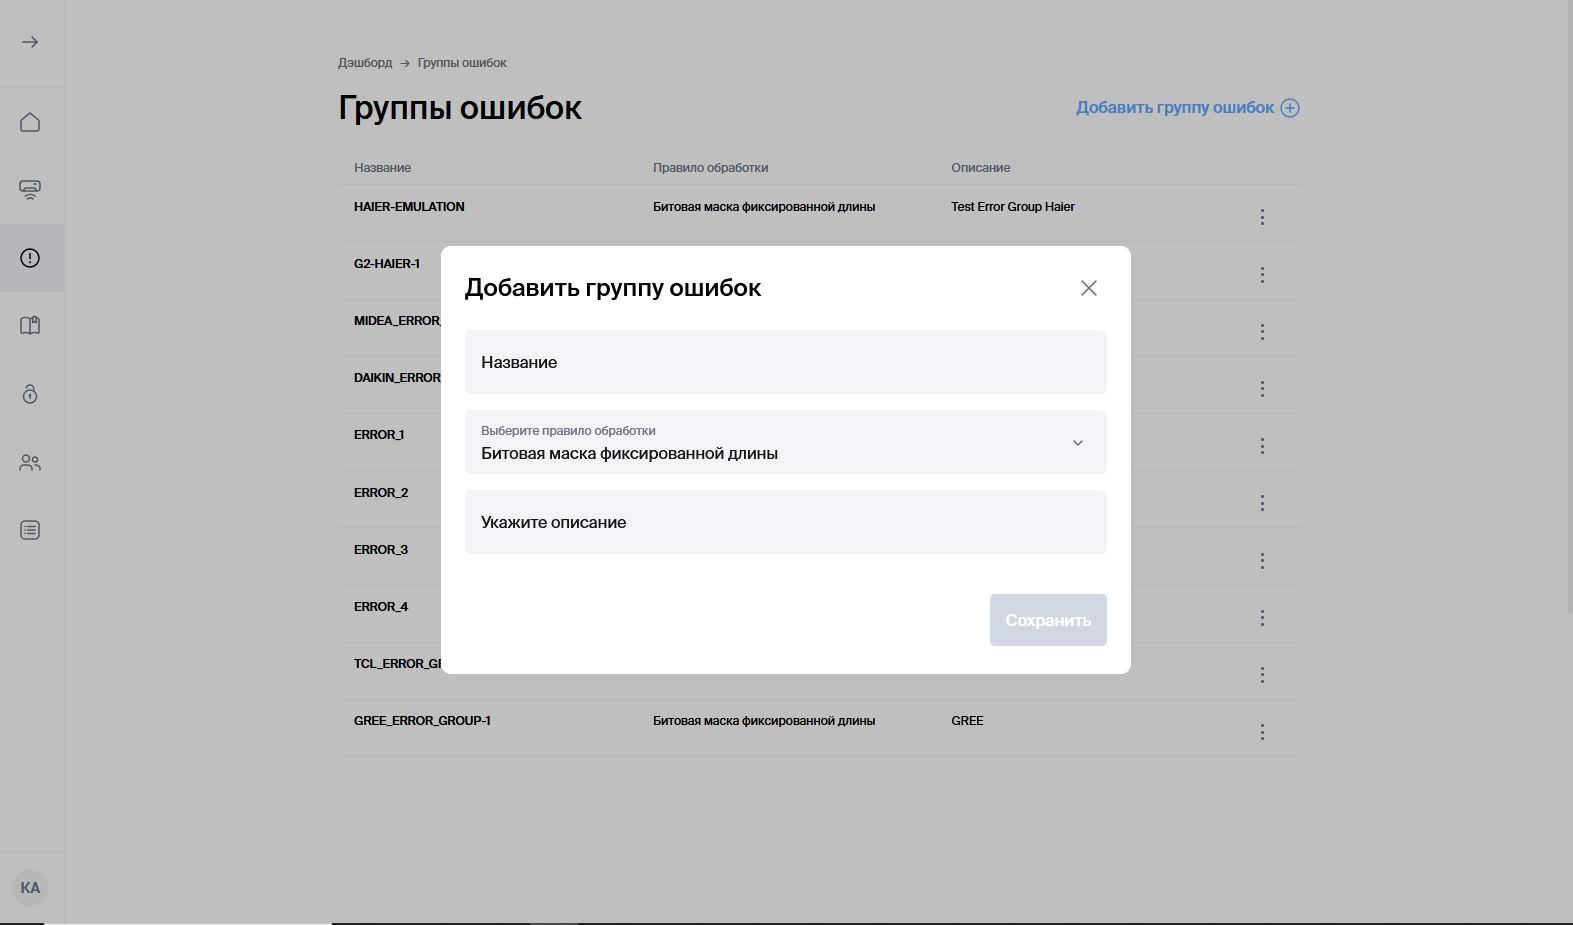 Дэшборд → Группы ошибок
Группы ошибок
Добавить группу ошибок
Название Правило обработки Описание
HAIER-EMULATION Битовая маска фиксированной длины Test Error Group Haier
G2-HAIER-1
MIDEA_ERROR_
DAIKIN_ERROR
ERROR_1
ERROR_2
ERROR_3
ERROR_4
TCL_ERROR_GR
GREE_ERROR_GROUP-1 Битовая маска фиксированной длины GREE
Добавить группу ошибок
Название
Выберите правило обработки
Битовая маска фиксированной длины
Укажите описание
Сохранить
KA